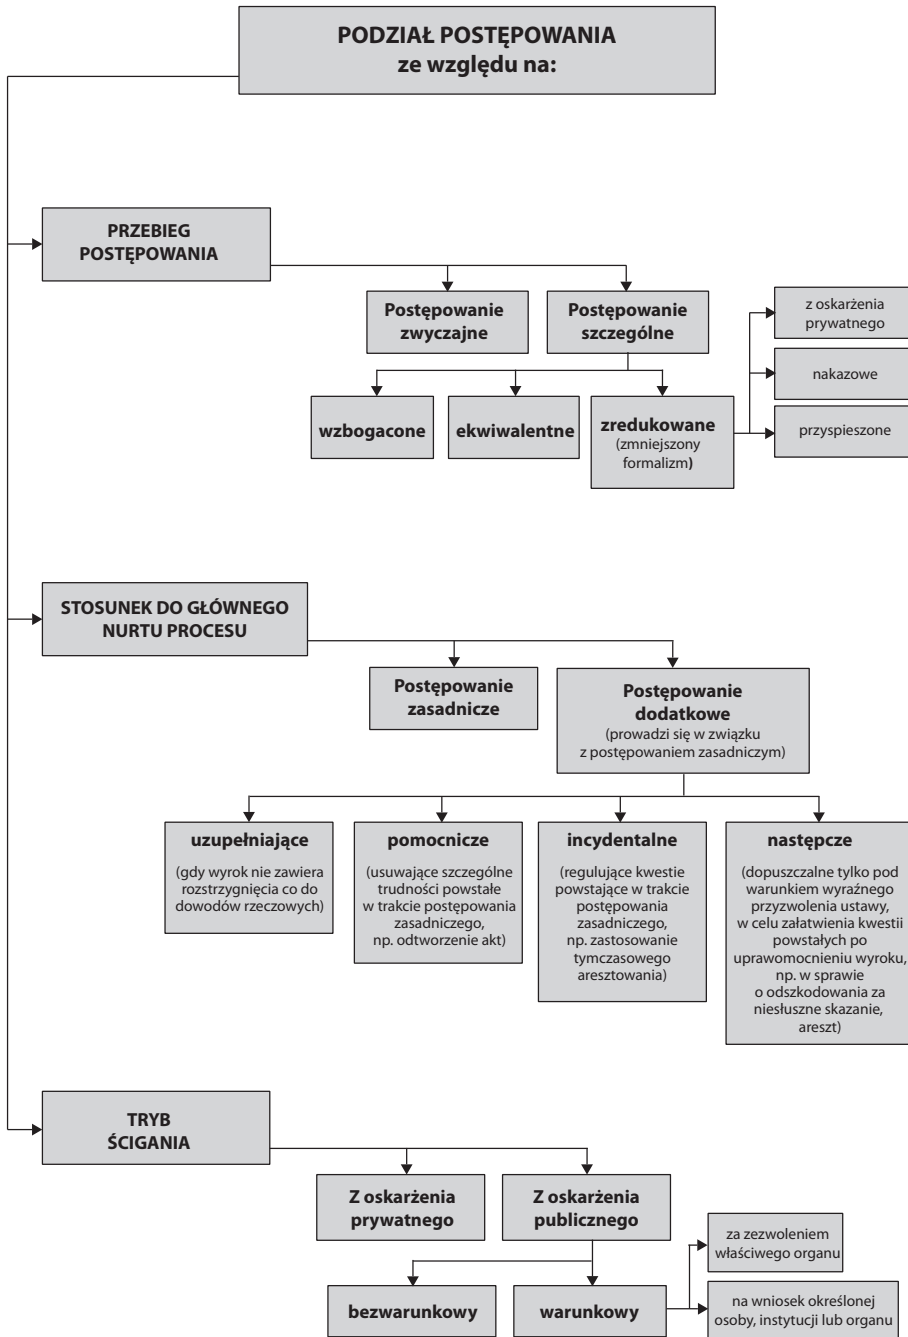 PODZIAŁ POSTĘPOWANIA
ze względu na:
PRZEBIEG
POSTĘPOWANIA
Postępowanie
zwyczajne
Postępowanie
szczególne
z oskarżenia
prywatnego
nakazowe
przyspieszone
wzbogacone
ekwiwalentne
zredukowane
(zmniejszony
formalizm)
STOSUNEK DO GŁÓWNEGO
NURTU PROCESU
Postępowanie
zasadnicze
Postępowanie
dodatkowe
(prowadzi się w związku
z postępowaniem zasadniczym)
uzupełniające
(gdy wyrok nie zawiera
rozstrzygnięcia co do
dowodów rzeczowych)
pomocnicze
(usuwające szczególne
trudności powstałe
w trakcie postępowania
zasadniczego,
np. odtworzenie akt)
incydentalne
(regulujące kwestie
powstające w trakcie
postępowania
zasadniczego,
np. zastosowanie
tymczasowego
aresztowania)
następcze
(dopuszczalne tylko pod
warunkiem wyraźnego
przyzwolenia ustawy,
w celu załatwienia kwestii
powstałych po
uprawomocnieniu wyroku,
np. w sprawie
o odszkodowania za
niesłuszne skazanie,
areszt)
TRYB
ŚCIGANIA
Z oskarżenia
prywatnego
Z oskarżenia
publicznego
bezwarunkowy
warunkowy
za zezwoleniem
właściwego organu
na wniosek określonej
osoby, instytucji lub organu